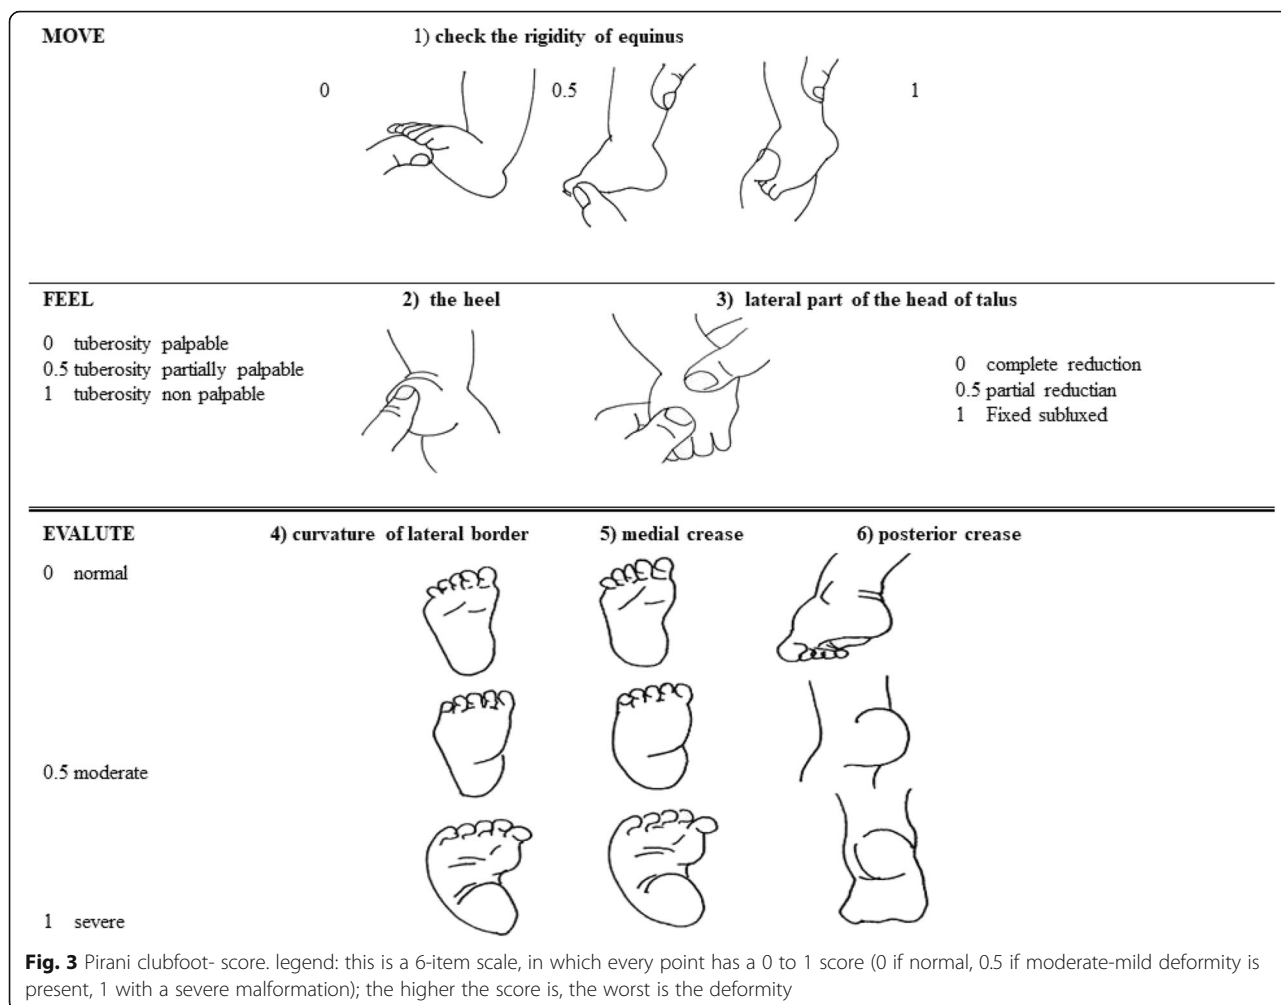 MOVE
1) check the rigidity of equinus
0
0.5
1
FEEL
2) the heel
3) lateral part of the head of talus
0 tuberosity palpable
0.5 tuberosity partially palpable
1 tuberosity non palpable
0 complete reduction
0.5 partial reductian
1 Fixed subluxed
EVALUTE
4) curvature of lateral border
5) medial crease
6) posterior crease
0 normal
0.5 moderate
1 severe
Fig. 3 Pirani clubfoot- score. legend: this is a 6-item scale, in which every point has a 0 to 1 score (0 if normal, 0.5 if moderate-mild deformity is
present, 1 with a severe malformation); the higher the score is, the worst is the deformity